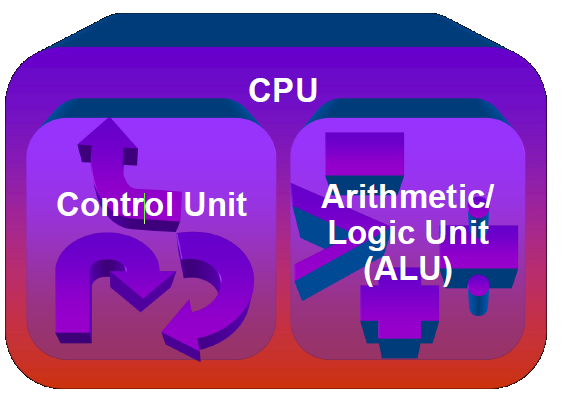 CPU
Control Unit
Arithmetic/
Logic Unit
(ALU)